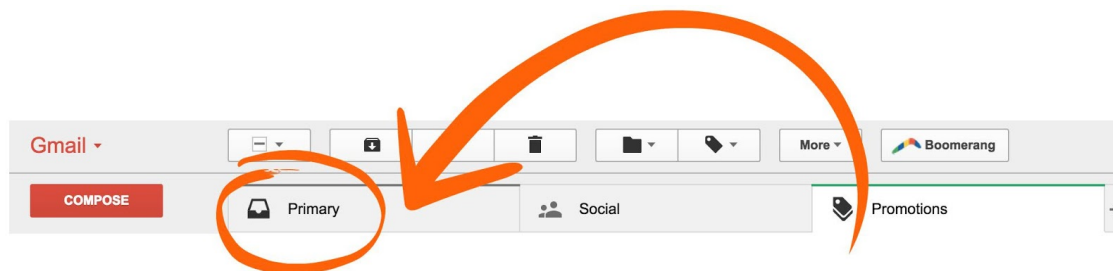 Gmail
More
Boomerang
COMPOSE
Primary
Social
Promotions